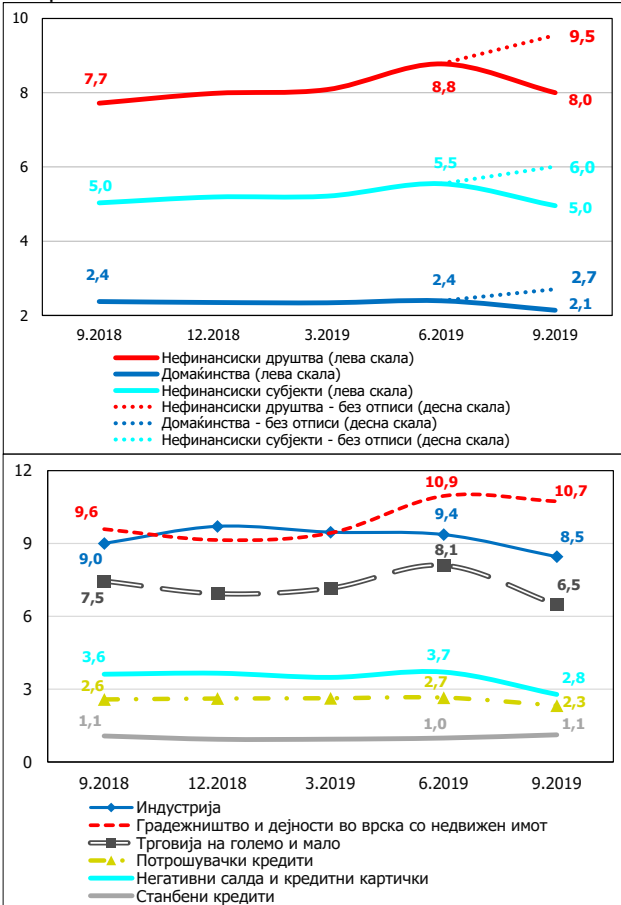 10
8
6
4
2
7,7
8,8
9,5
8,0
5,0
5,5
6,0
5,0
2,4
2,4
2,7
2,1
9.2018 12.2018 3.2019 6.2019 9.2019
Нефинансиски друштва (лева скала)
Домаќинства (лева скала)
Нефинансиски субјекти (лева скала)
Нефинансиски друштва - без отписи (десна скала)
Домаќинства - без отписи (десна скала)
Нефинансиски субјекти - без отписи (десна скала)
12
9
6
3
0
9,6
10,9
10,7
9,0
9,4
8,5
7,5
8,1
6,5
3,6
3,7
2,8
2,6
2,7
2,3
1,1
1,0
1,1
9.2018 12.2018 3.2019 6.2019 9.2019
Индустрија
Градежништво и дејности во врска со недвижен имот
Трговија на големо и мало
Потрошувачки кредити
Негативни салда и кредитни картички
Станбени кредити